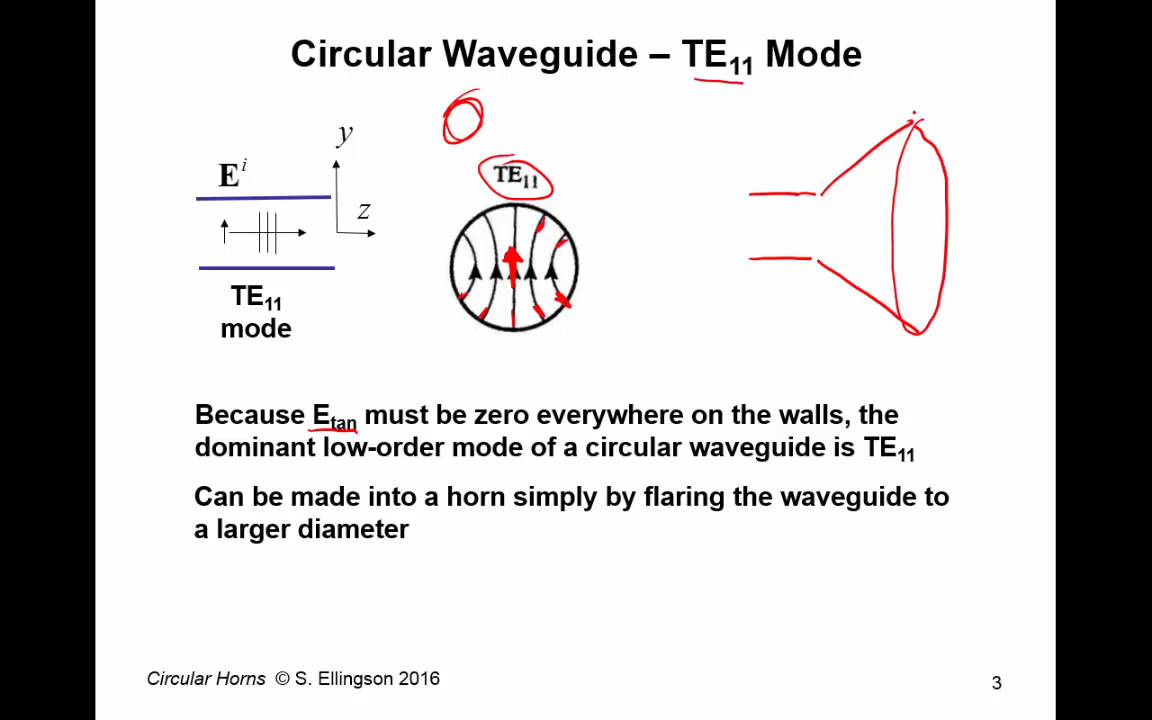 Circular Waveguide – TE11 Mode
y
E^i
z
TE11
TE11
mode
Because Etan must be zero everywhere on the walls, the
dominant low-order mode of a circular waveguide is TE11
Can be made into a horn simply by flaring the waveguide to
a larger diameter
Circular Horns © S. Ellingson 2016
3